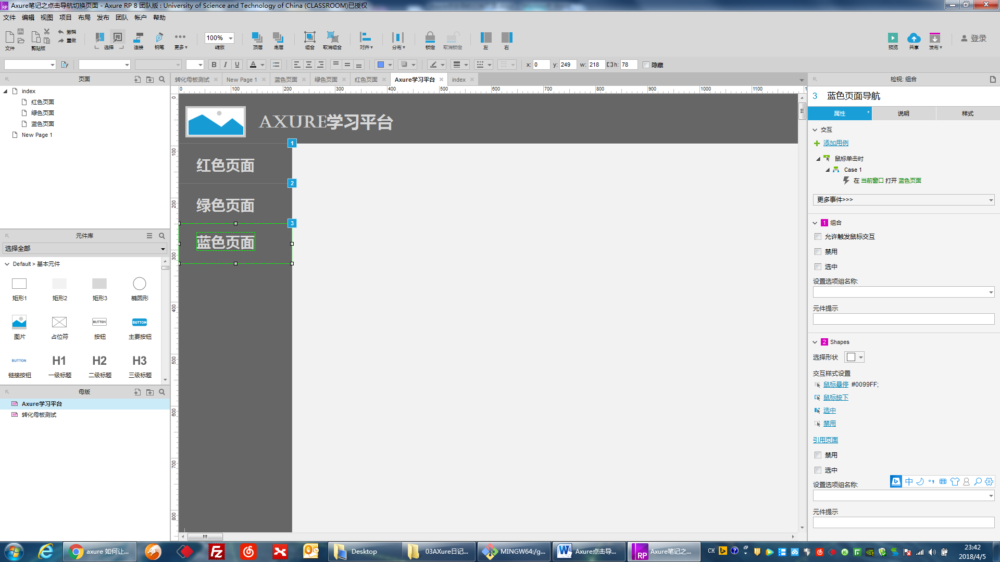 Axure笔记之点击导航切换页面 - Axure RP 8 团队版 : University of Science and Technology of China (CLASSROOM)已授权
文件 编辑 视图 项目 布局 发布 团队 帐户 帮助
文件 剪贴板 撤销 重做 选择 连接 钢笔 更多 100% 缩放 顶层 底层 组合 取消组合 对齐 分布 锁定 取消锁定 左 右 预览 共享 发布 登录
B I U A x: 0 y: 249 w: 218 h: 78 隐藏
页面
index
红色页面
绿色页面
蓝色页面
New Page 1
元件库
选择全部
Default > 基本元件
矩形1 矩形2 矩形3 椭圆形
BUTTON BUTTON
图片 占位符 按钮 主要按钮
BUTTON H1 H2 H3
链接按钮 一级标题 二级标题 三级标题
母版
Axure学习平台
转化母板测试
转化母板测试 New Page 1 蓝色页面 绿色页面 红色页面 Axure学习平台 index
0 100 200 300 400 500 600 700 800 900 1000 1100
0 100 200 300 400 500 600 700 800
AXURE学习平台
1
红色页面
2
绿色页面
3
蓝色页面
检视: 组合
3 蓝色页面导航
属性 * 说明 样式
交互
添加用例
鼠标单击时
Case 1
在 当前窗口 打开 蓝色页面
更多事件>>>
1 组合
允许触发鼠标交互
禁用
选中
设置选项组名称:
元件提示
2 Shapes
选择形状
交互样式设置
鼠标悬停 #0099FF;
鼠标按下
选中
禁用
引用页面
禁用
选中
中
设置选项组名称:
元件提示
axure 如何让... Desktop 03AXure日记... MINGW64:/g... Axure点击导... Axure笔记之...
CH
23:42
2018/4/5